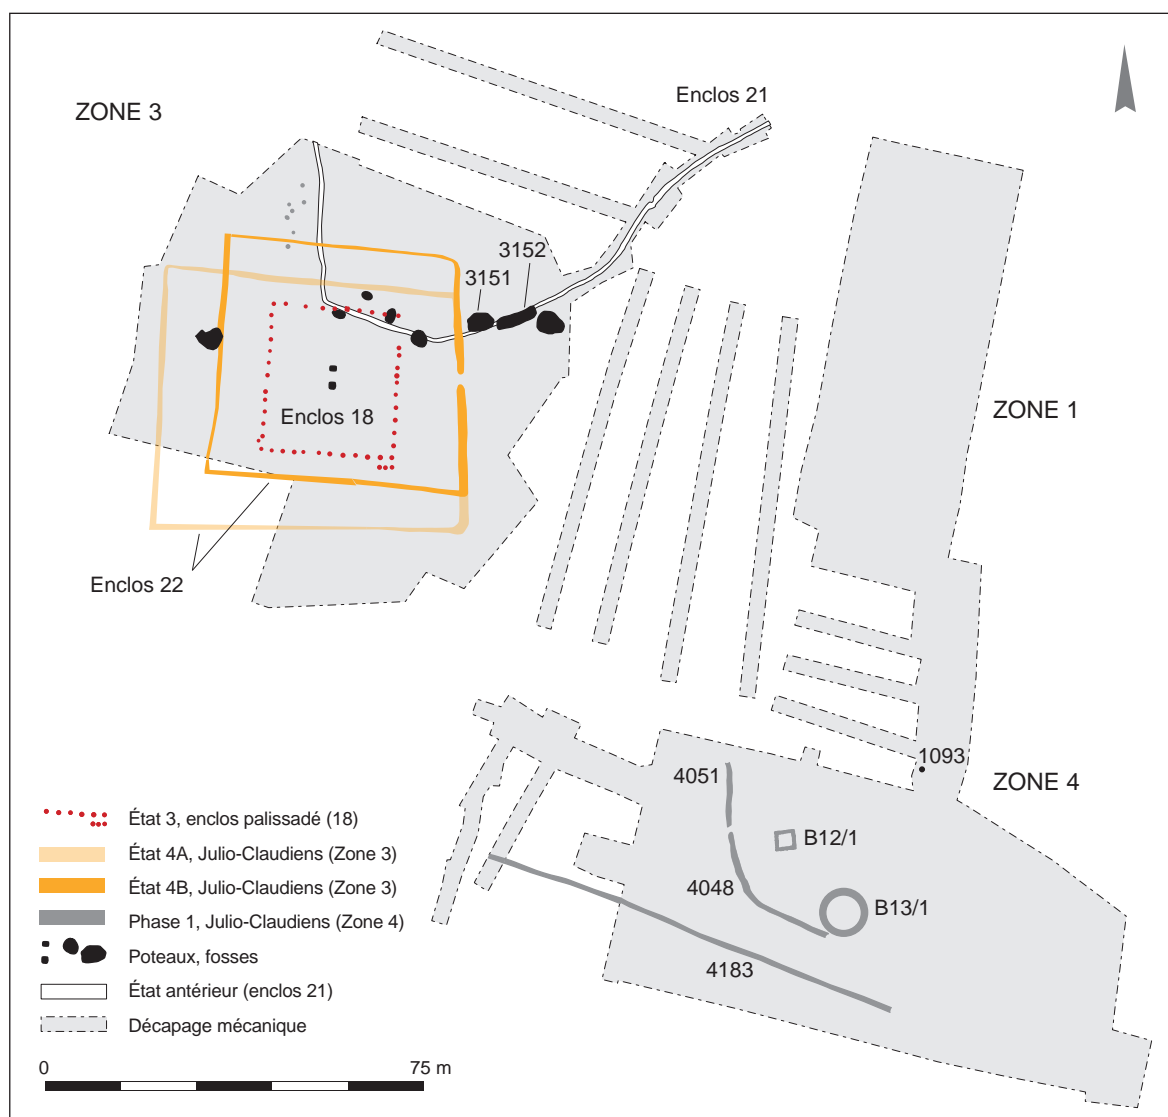 Enclos 21
ZONE 3
3152
3151
Enclos 18
ZONE 1
Enclos 22
1093
4051
ZONE 4
B12/1
4048
B13/1
4183
État 3, enclos palissadé (18)
État 4A, Julio-Claudiens (Zone 3)
État 4B, Julio-Claudiens (Zone 3)
Phase 1, Julio-Claudiens (Zone 4)
Poteaux, fosses
État antérieur (enclos 21)
Décapage mécanique
0 75 m